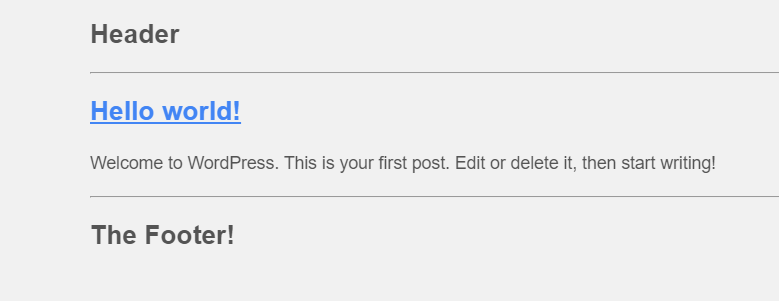 Header
Hello world!
Welcome to WordPress. This is your first post. Edit or delete it, then start writing!
The Footer!